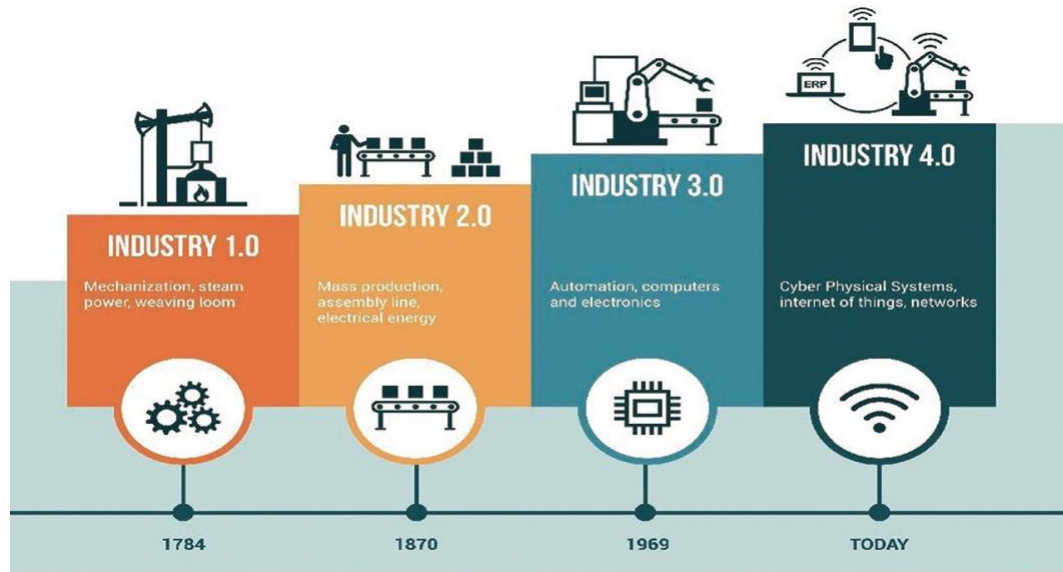 ERP
INDUSTRY 1.0
Mechanization, steam
power, weaving loom
INDUSTRY 2.0
Mass production,
assembly line,
electrical energy
INDUSTRY 3.0
Automation, computers
and electronics
INDUSTRY 4.0
Cyber Physical Systems,
internet of things, networks
1784
1870
1969
TODAY